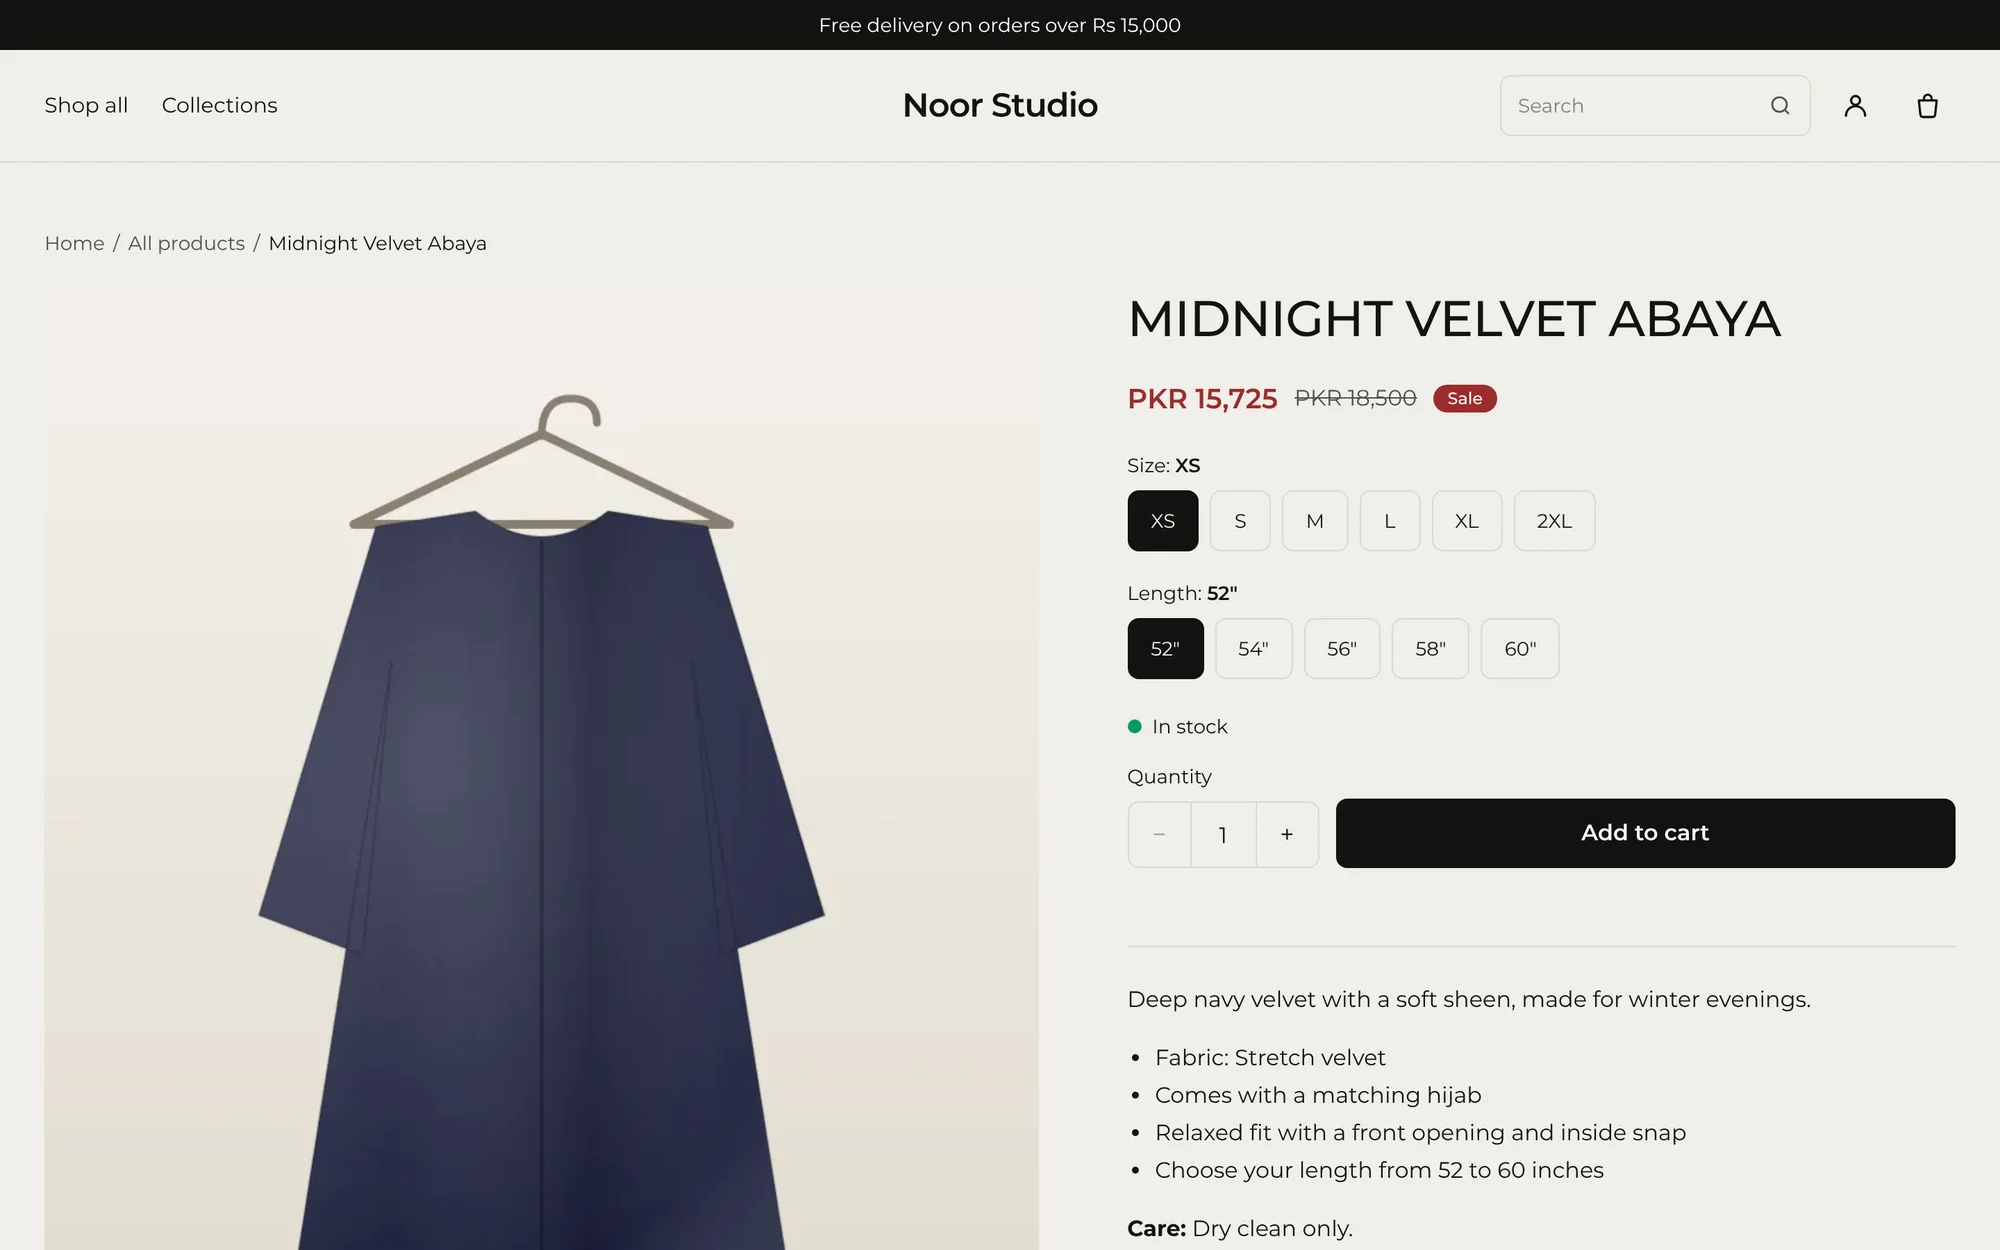 Free delivery on orders over Rs 15,000
Shop all Collections Noor Studio Search
Home / All products / Midnight Velvet Abaya
MIDNIGHT VELVET ABAYA
PKR 15,725 PKR 18,500 Sale
Size: XS
XS S M L XL 2XL
Length: 52"
52" 54" 56" 58" 60"
In stock
Quantity
− 1 + Add to cart
Deep navy velvet with a soft sheen, made for winter evenings.
• Fabric: Stretch velvet
• Comes with a matching hijab
• Relaxed fit with a front opening and inside snap
• Choose your length from 52 to 60 inches
Care: Dry clean only.